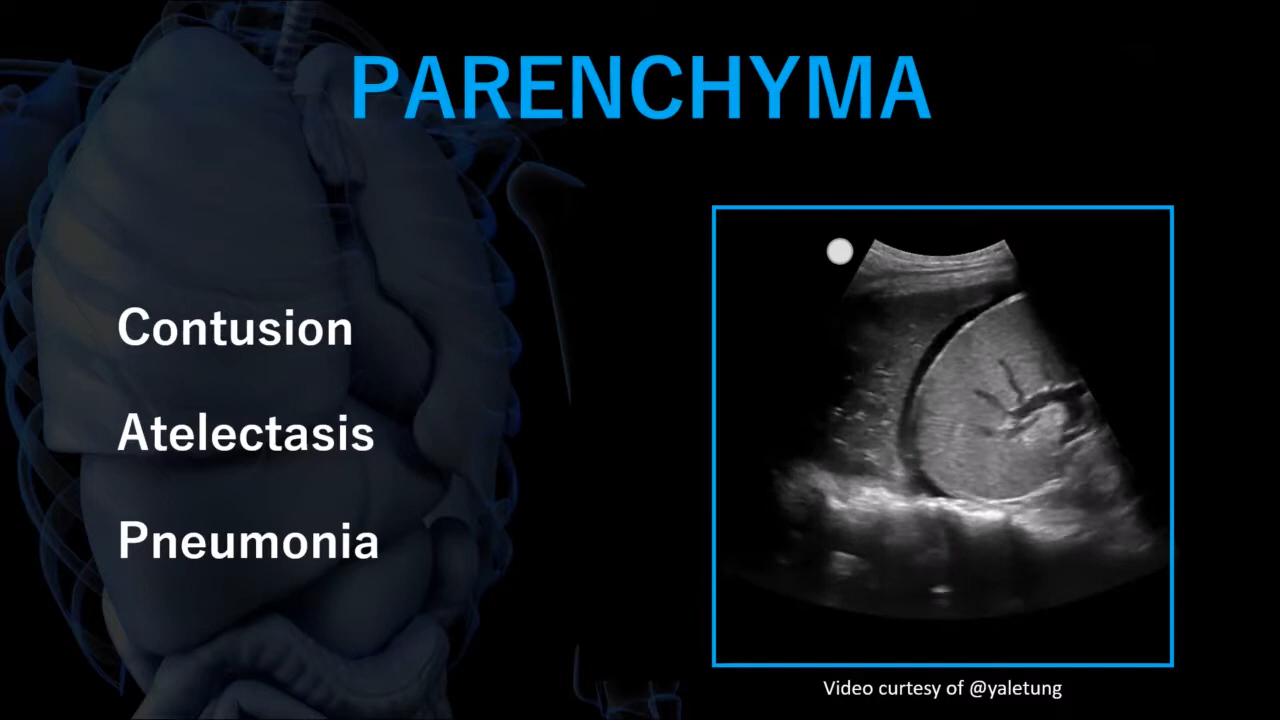 PARENCHYMA
Contusion
Atelectasis
Pneumonia
Video curtesy of @yaletung